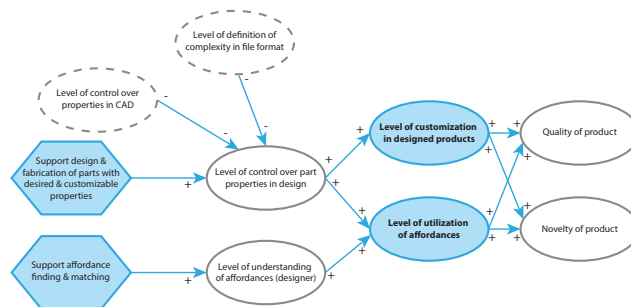 Level of definition of
complexity in file format
-
Level of control over
properties in CAD
-
-
-
Level of customization
in designed products
+
+
+
+
Quality of product
+
+
+
Support design &
fabrication of parts with
desired & customizable
properties
+
Level of control over part
properties in design
+
+
+
Level of utilization
of affordances
+
+
+
+
Novelty of product
+
+
Support affordance
finding & matching
+
Level of understanding
of affordances (designer)
+